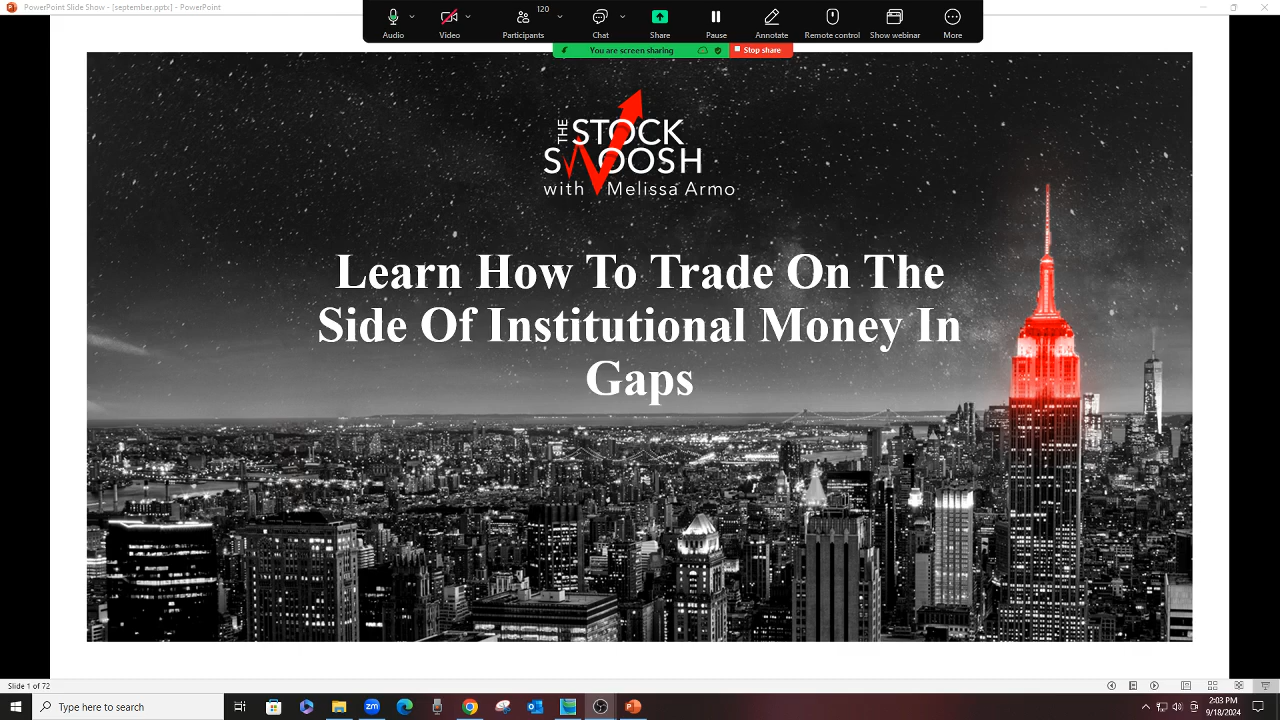 PowerPoint Slide Show - [september.pptx] - PowerPoint
120
Audio
Video
Participants
Chat
Share
Pause
Annotate
Remote control
Show webinar
More
You are screen sharing
Stop share
THE STOCK
SWOOSH
with Melissa Armo
Learn How To Trade On The
Side Of Institutional Money In
Gaps
Slide 1 of 72
Type here to search
zm
2:03 PM
9/18/2024